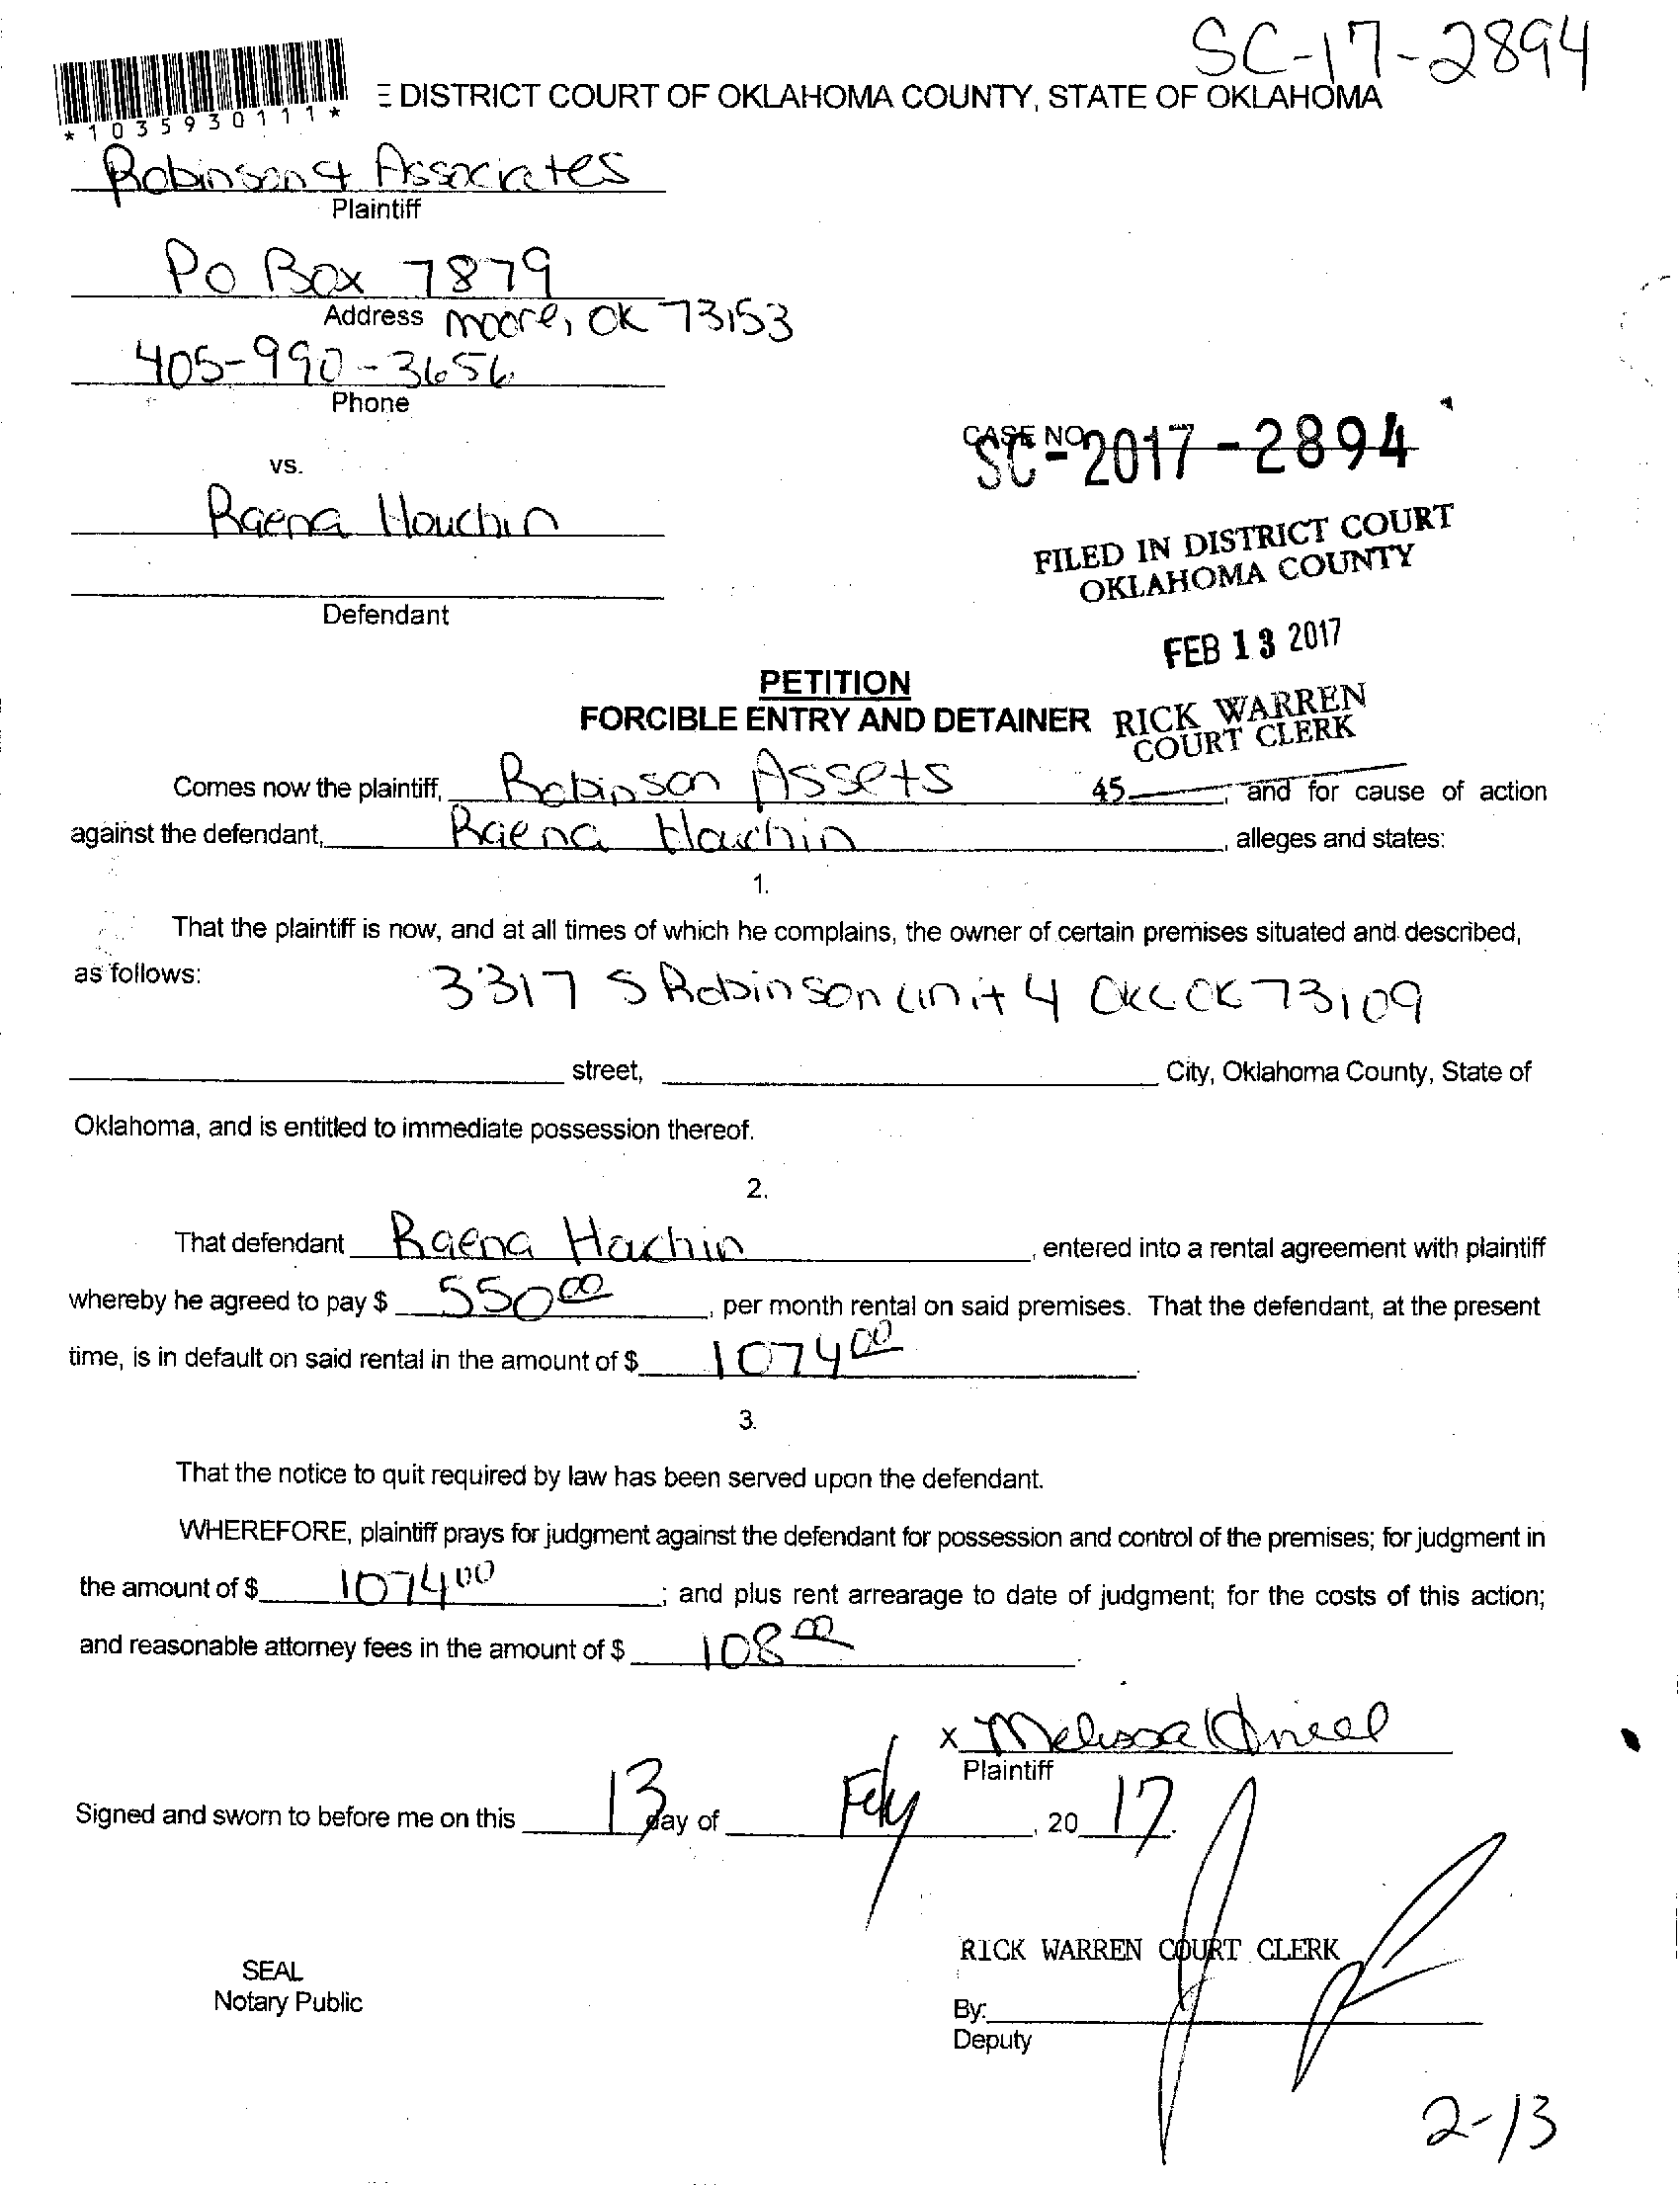 SC-17-2894
DISTRICT COURT OF OKLAHOMA COUNTY, STATE OF OKLAHOMA
*1035930111*
Robinson & Associates
Plaintiff
PO Box 7879
Address Moore, OK 73153
405-990-3656
Phone
CASE NO.
SC-2017-2894
vs.
Raena Houchin
FILED IN DISTRICT COURT
OKLAHOMA COUNTY
Defendant
FEB 13 2017
PETITION
FORCIBLE ENTRY AND DETAINER
RICK WARREN
COURT CLERK
Comes now the plaintiff, Robinson Assets 45 , and for cause of action
against the defendant, Raena Houchin , alleges and states:
1.
That the plaintiff is now, and at all times of which he complains, the owner of certain premises situated and described,
as follows: 3317 S Robinson Unit 4 OKC OK 73109
street, City, Oklahoma County, State of
Oklahoma, and is entitled to immediate possession thereof.
2.
That defendant Raena Houchin , entered into a rental agreement with plaintiff
whereby he agreed to pay $ 550 00 , per month rental on said premises. That the defendant, at the present
time, is in default on said rental in the amount of $ 1074 00 .
3.
That the notice to quit required by law has been served upon the defendant.
WHEREFORE, plaintiff prays for judgment against the defendant for possession and control of the premises; for judgment in
the amount of $ 1074 00 ; and plus rent arrearage to date of judgment; for the costs of this action;
and reasonable attorney fees in the amount of $ 108 00 .
x Melissa Oneal
Plaintiff
Signed and sworn to before me on this 13 day of Feby , 20 17.
RICK WARREN COURT CLERK
SEAL
Notary Public
By:
Deputy
2-13